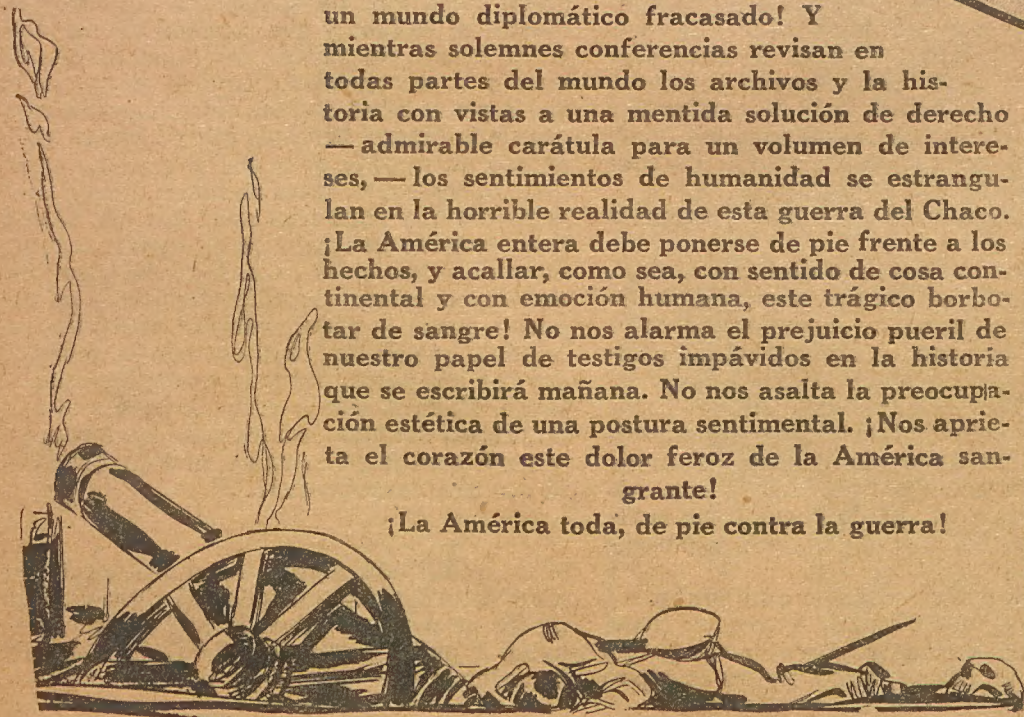 un mundo diplomático fracasado! Y
mientras solemnes conferencias revisan en
todas partes del mundo los archivos y la his-
toria con vistas a una mentida solución de derecho
— admirable carátula para un volumen de intere-
ses, — los sentimientos de humanidad se estrangu-
lan en la horrible realidad de esta guerra del Chaco.
¡La América entera debe ponerse de pie frente a los
hechos, y acallar, como sea, con sentido de cosa con-
tinental y con emoción humana, este trágico borbo-
tar de sangre! No nos alarma el prejuicio pueril de
nuestro papel de testigos impávidos en la historia
que se escribirá mañana. No nos asalta la preocupa-
ción estética de una postura sentimental. ¡Nos aprie-
ta el corazón este dolor feroz de la América san-
grante!
¡La América toda, de pie contra la guerra!